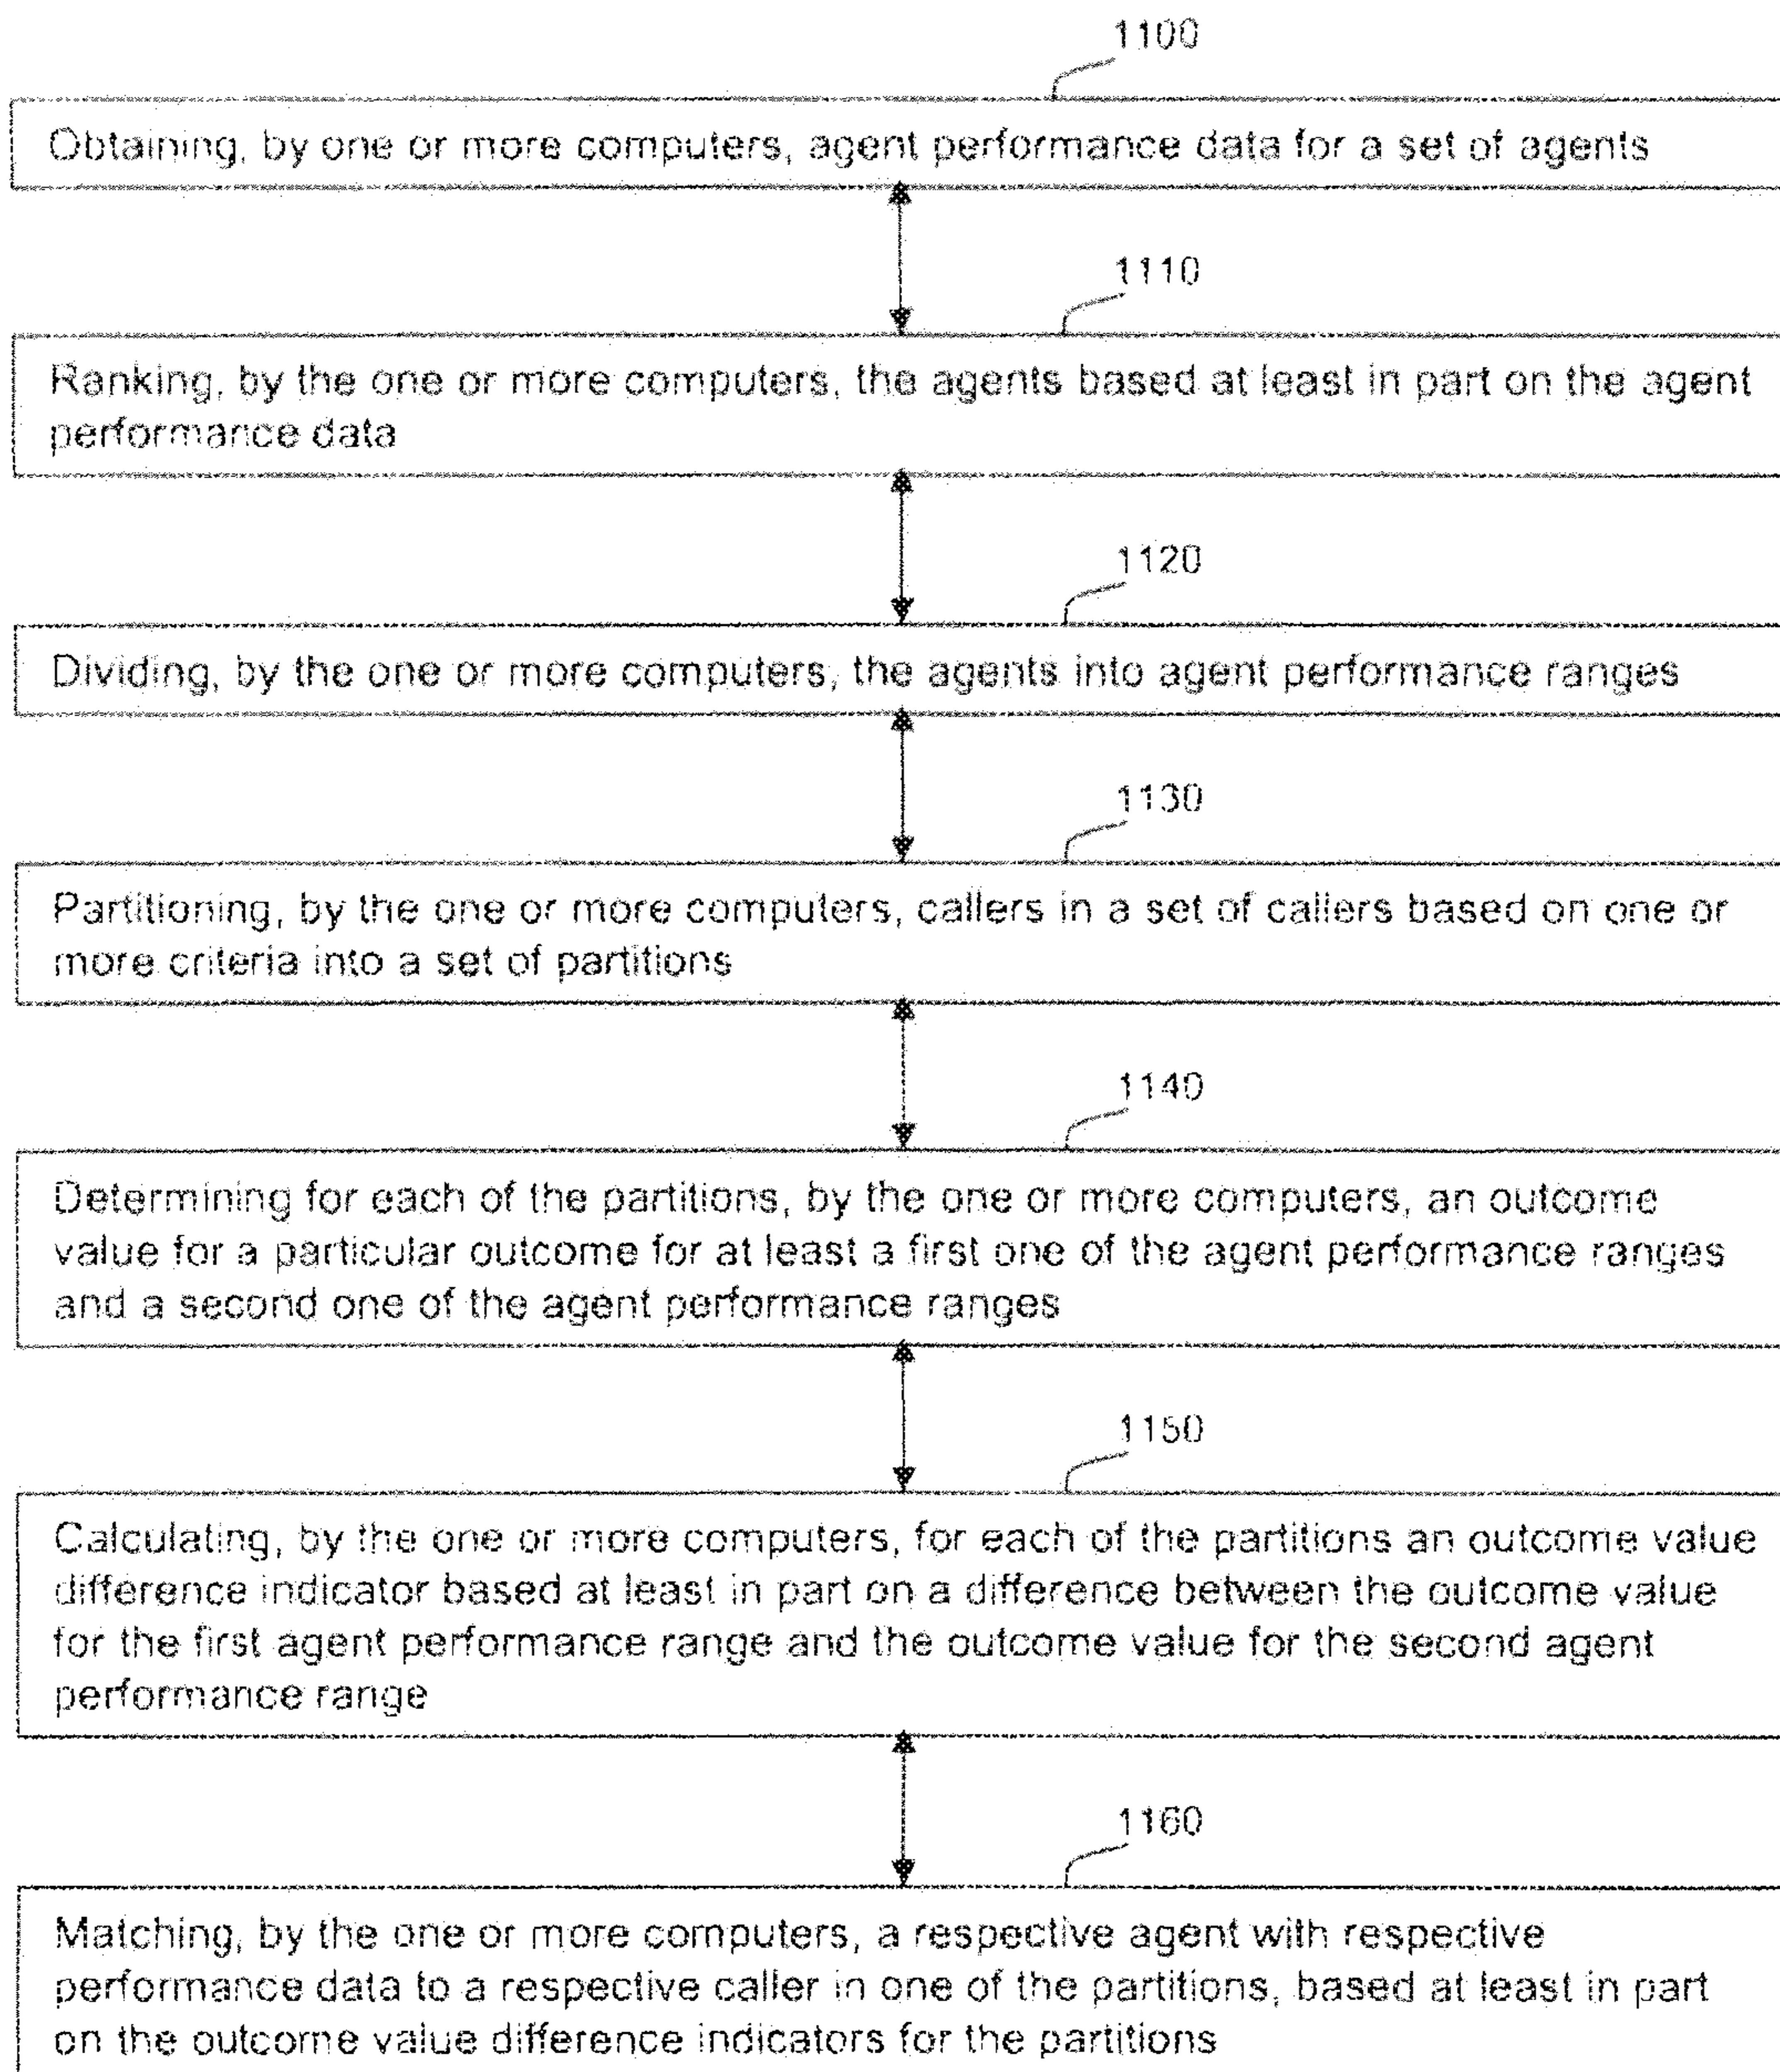 1100
Obtaining, by one or more computers, agent performance data for a set of agents
1110
Ranking, by the one or more computers, the agents based at least in part on the agent
performance data
1120
Dividing, by the one or more computers, the agents into agent performance ranges
1130
Partitioning, by the one or more computers, callers in a set of callers based on one or
more criteria into a set of partitions
1140
Determining for each of the partitions, by the one or more computers, an outcome
value for a particular outcome for at least a first one of the agent performance ranges
and a second one of the agent performance ranges
1150
Calculating, by the one or more computers, for each of the partitions an outcome value
difference indicator based at least in part on a difference between the outcome value
for the first agent performance range and the outcome value for the second agent
performance range
1160
Matching, by the one or more computers, a respective agent with respective
performance data to a respective caller in one of the partitions, based at least in part
on the outcome value difference indicators for the partitions